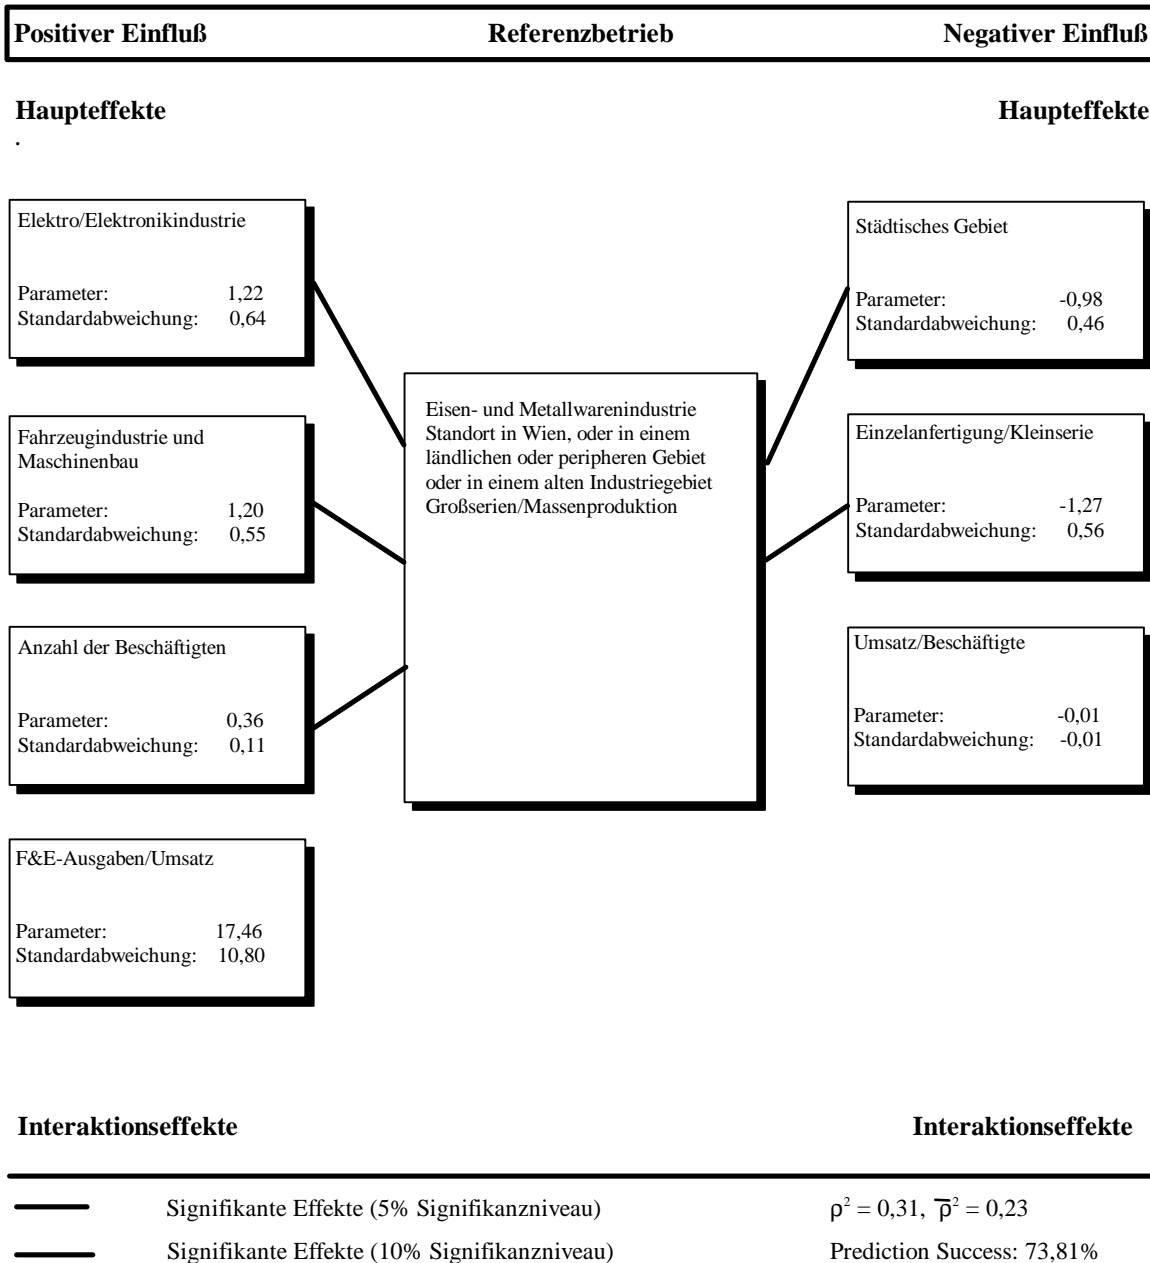 Positiver Einfluß Referenzbetrieb Negativer Einfluß
Haupteffekte Haupteffekte
.
Elektro/Elektronikindustrie
Parameter: 1,22
Standardabweichung: 0,64
Fahrzeugindustrie und
Maschinenbau
Parameter: 1,20
Standardabweichung: 0,55
Anzahl der Beschäftigten
Parameter: 0,36
Standardabweichung: 0,11
F&E-Ausgaben/Umsatz
Parameter: 17,46
Standardabweichung: 10,80
Eisen- und Metallwarenindustrie
Standort in Wien, oder in einem
ländlichen oder peripheren Gebiet
oder in einem alten Industriegebiet
Großserien/Massenproduktion
Städtisches Gebiet
Parameter: -0,98
Standardabweichung: 0,46
Einzelanfertigung/Kleinserie
Parameter: -1,27
Standardabweichung: 0,56
Umsatz/Beschäftigte
Parameter: -0,01
Standardabweichung: -0,01
Interaktionseffekte Interaktionseffekte
Signifikante Effekte (5% Signifikanzniveau) ρ² = 0,31, ρ̄² = 0,23
Signifikante Effekte (10% Signifikanzniveau) Prediction Success: 73,81%